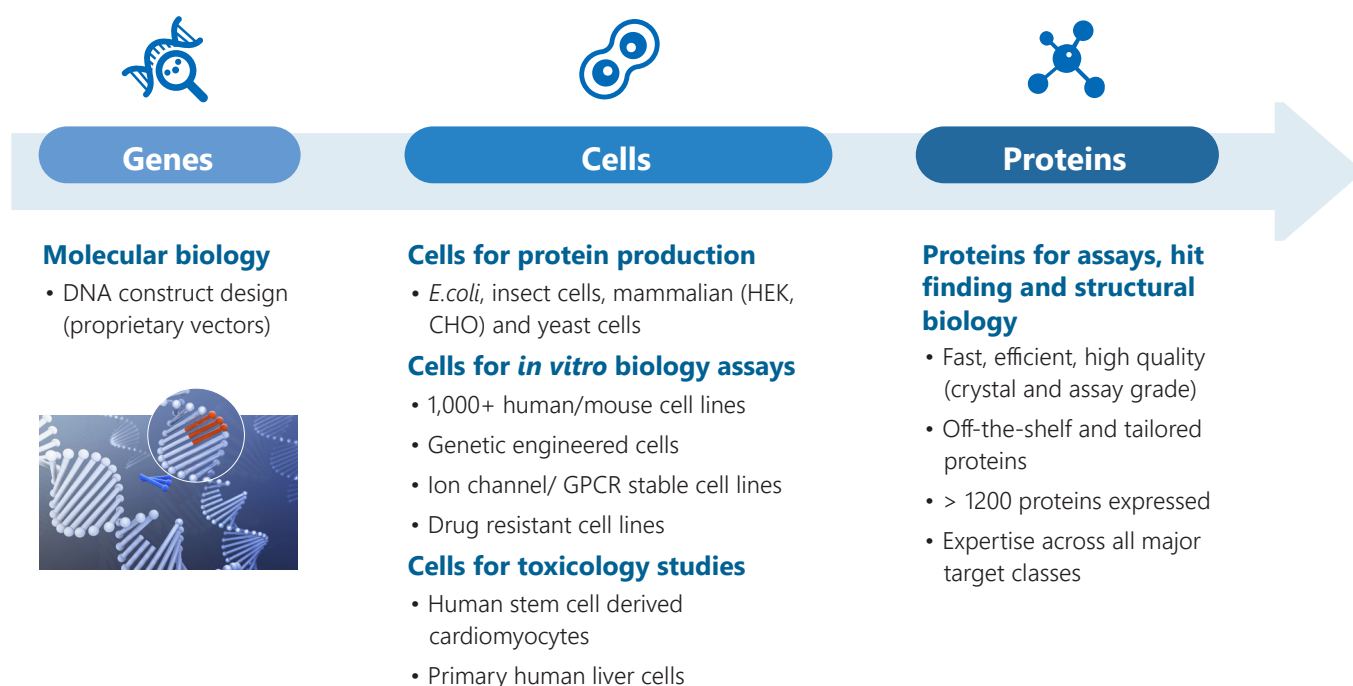 Genes
Cells
Proteins
Molecular biology
• DNA construct design
(proprietary vectors)
Cells for protein production
• E.coli, insect cells, mammalian (HEK,
CHO) and yeast cells
Cells for in vitro biology assays
• 1,000+ human/mouse cell lines
• Genetic engineered cells
• Ion channel/ GPCR stable cell lines
• Drug resistant cell lines
Cells for toxicology studies
• Human stem cell derived
cardiomyocytes
• Primary human liver cells
Proteins for assays, hit
finding and structural
biology
• Fast, efficient, high quality
(crystal and assay grade)
• Off-the-shelf and tailored
proteins
• > 1200 proteins expressed
• Expertise across all major
target classes